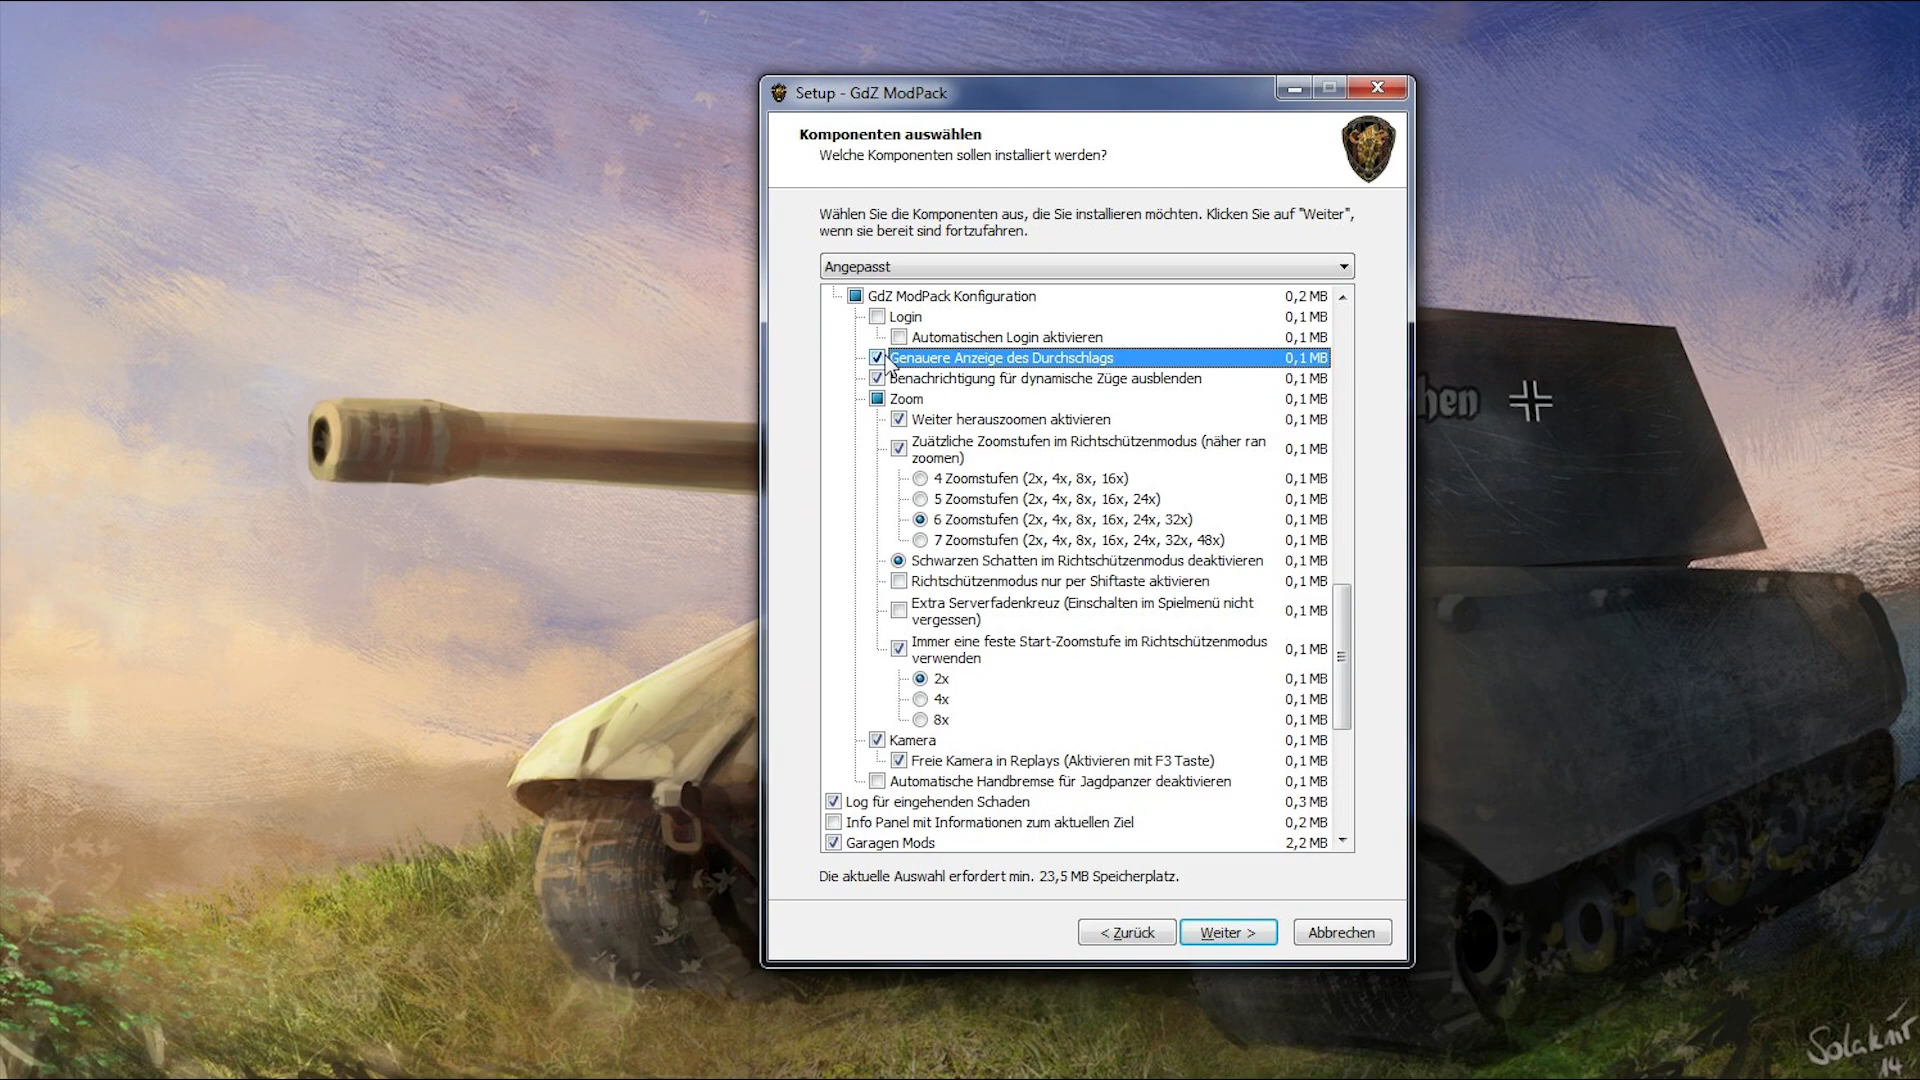 Setup - GdZ ModPack
Komponenten auswählen
Welche Komponenten sollen installiert werden?
Wählen Sie die Komponenten aus, die Sie installieren möchten. Klicken Sie auf "Weiter",
wenn sie bereit sind fortzufahren.
Angepasst
GdZ ModPack Konfiguration 0,2 MB
Login 0,1 MB
Automatischen Login aktivieren 0,1 MB
Genauere Anzeige des Durchschlags 0,1 MB
Benachrichtigung für dynamische Züge ausblenden 0,1 MB
Zoom 0,1 MB
Weiter herauszoomen aktivieren 0,1 MB
Zuätzliche Zoomstufen im Richtschützenmodus (näher ran
zoomen) 0,1 MB
4 Zoomstufen (2x, 4x, 8x, 16x) 0,1 MB
5 Zoomstufen (2x, 4x, 8x, 16x, 24x) 0,1 MB
6 Zoomstufen (2x, 4x, 8x, 16x, 24x, 32x) 0,1 MB
7 Zoomstufen (2x, 4x, 8x, 16x, 24x, 32x, 48x) 0,1 MB
Schwarzen Schatten im Richtschützenmodus deaktivieren 0,1 MB
Richtschützenmodus nur per Shiftaste aktivieren 0,1 MB
Extra Serverfadenkreuz (Einschalten im Spielmenü nicht
vergessen) 0,1 MB
Immer eine feste Start-Zoomstufe im Richtschützenmodus
verwenden 0,1 MB
2x 0,1 MB
4x 0,1 MB
8x 0,1 MB
Kamera 0,1 MB
Freie Kamera in Replays (Aktivieren mit F3 Taste) 0,1 MB
Automatische Handbremse für Jagdpanzer deaktivieren 0,1 MB
Log für eingehenden Schaden 0,3 MB
Info Panel mit Informationen zum aktuellen Ziel 0,2 MB
Garagen Mods 2,2 MB
Die aktuelle Auswahl erfordert min. 23,5 MB Speicherplatz.
< Zurück
Weiter >
Abbrechen
hen
14